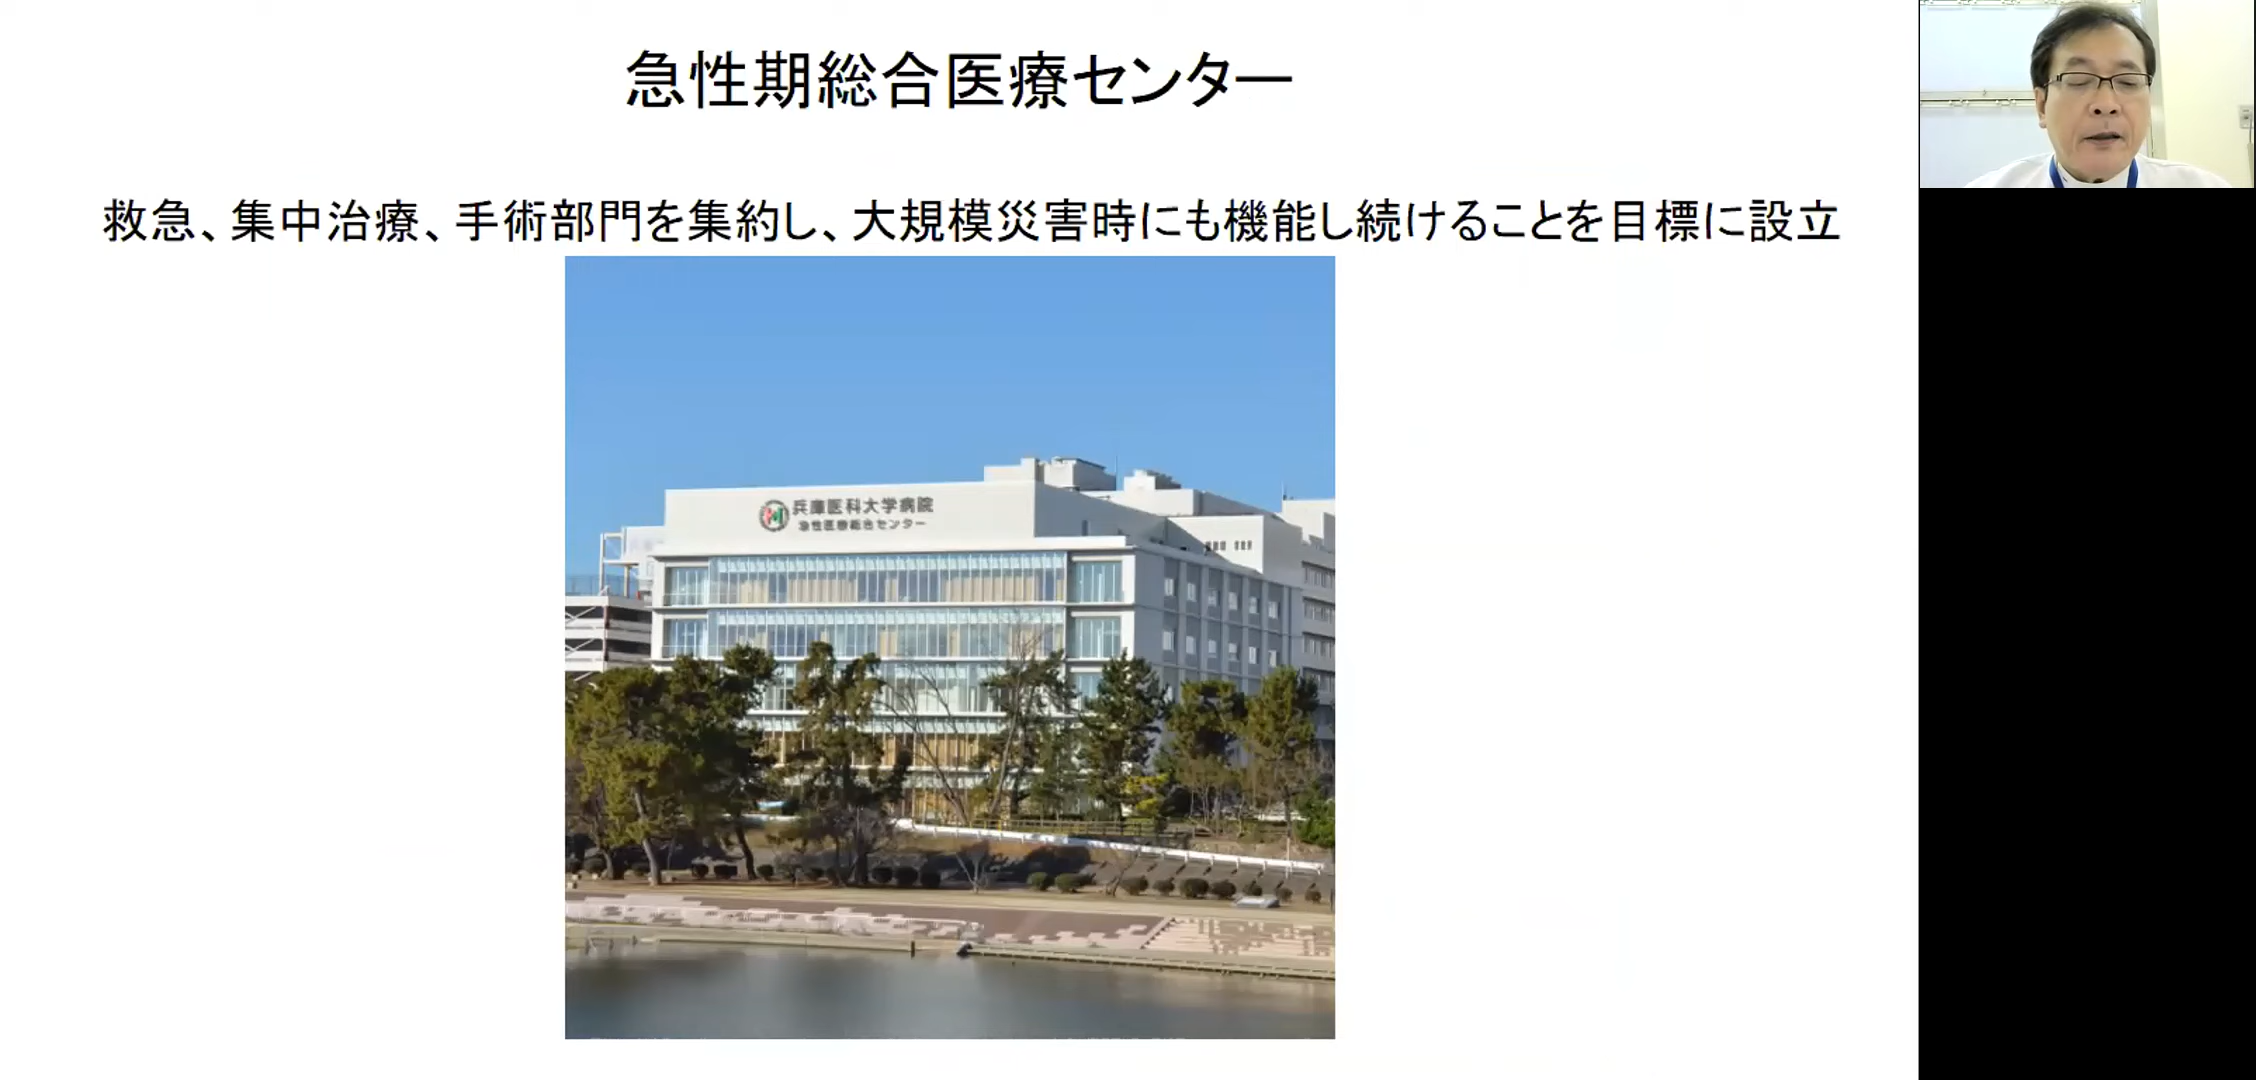 急性期総合医療センター
救急、集中治療、手術部門を集約し、大規模災害時にも機能し続けることを目標に設立
兵庫医科大学病院
急性医療総合センター